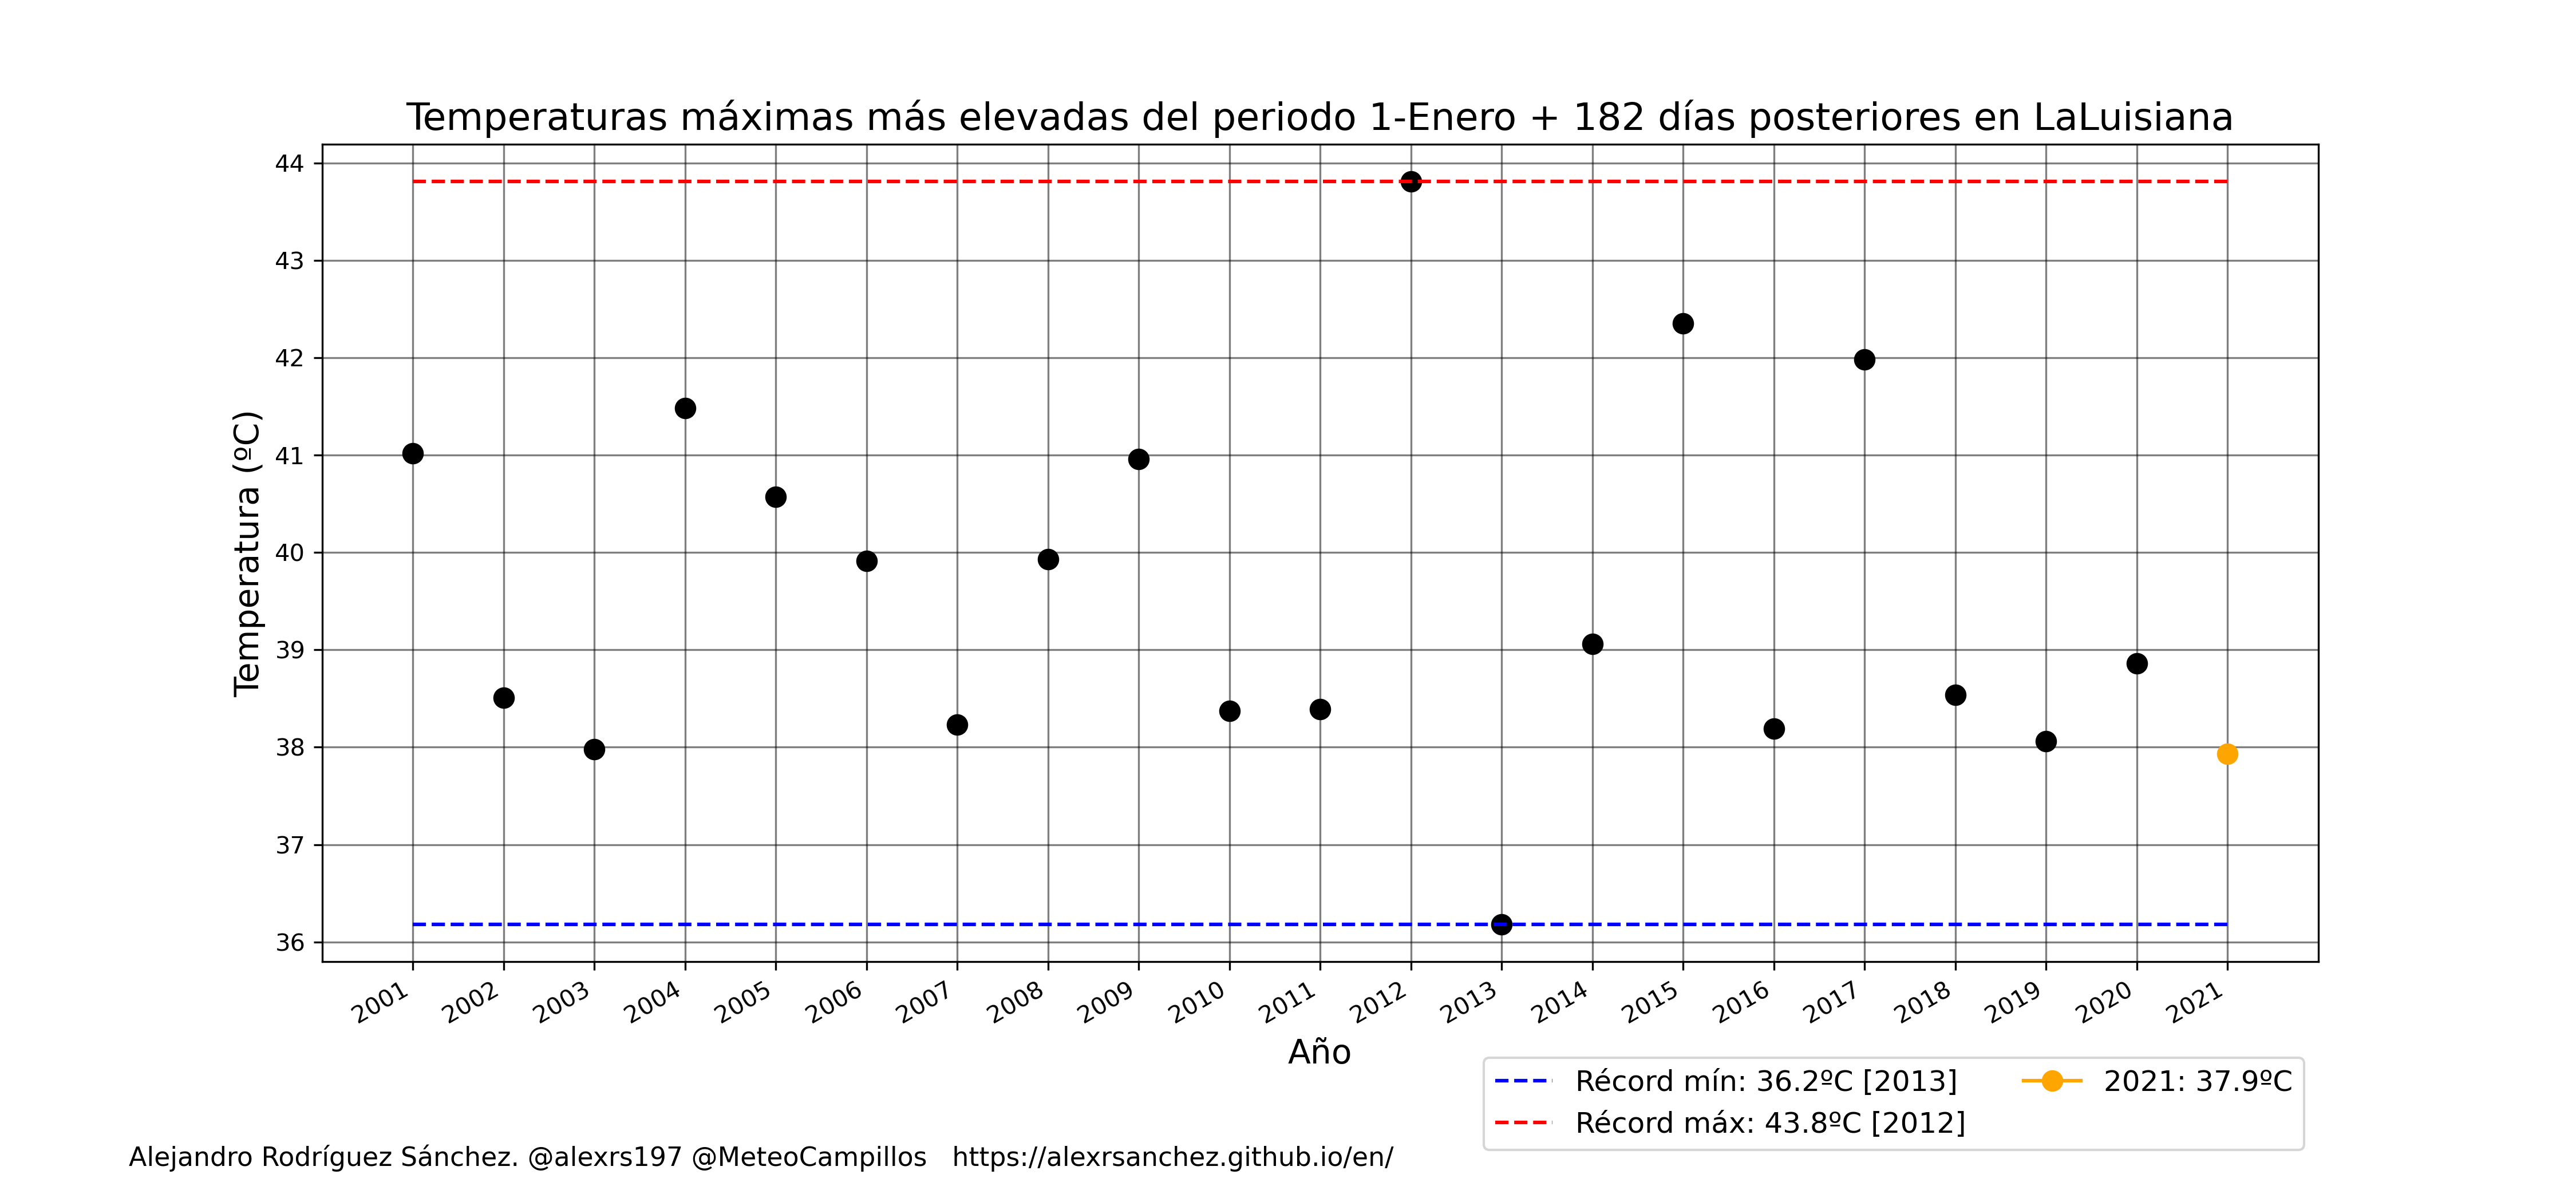 Temperaturas máximas más elevadas del periodo 1-Enero + 182 días posteriores en LaLuisiana
44
43
42
41
40
39
38
37
36
Temperatura (ºC)
2001 2002 2003 2004 2005 2006 2007 2008 2009 2010 2011 2012 2013 2014 2015 2016 2017 2018 2019 2020 2021
Año
Récord mín: 36.2ºC [2013]
Récord máx: 43.8ºC [2012]
2021: 37.9ºC
Alejandro Rodríguez Sánchez. @alexrs197 @MeteoCampillos https://alexrsanchez.github.io/en/